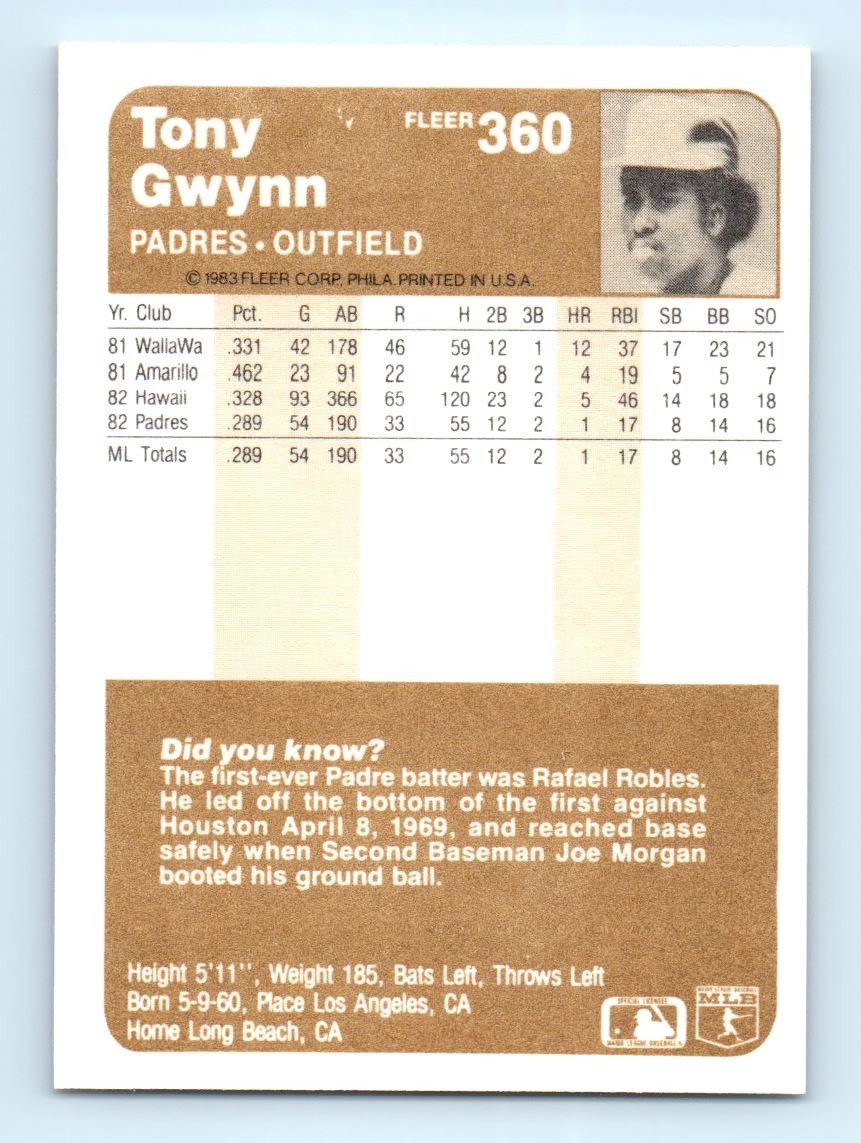 Tony
Gwynn
FLEER 360
PADRES • OUTFIELD
© 1983 FLEER CORP. PHILA. PRINTED IN U.S.A.
Yr. Club Pct. G AB R H 2B 3B HR RBI SB BB SO
81 WallaWa .331 42 178 46 59 12 1 12 37 17 23 21
81 Amarillo .462 23 91 22 42 8 2 4 19 5 5 7
82 Hawaii .328 93 366 65 120 23 2 5 46 14 18 18
82 Padres .289 54 190 33 55 12 2 1 17 8 14 16
ML Totals .289 54 190 33 55 12 2 1 17 8 14 16
Did you know?
The first-ever Padre batter was Rafael Robles.
He led off the bottom of the first against
Houston April 8, 1969, and reached base
safely when Second Baseman Joe Morgan
booted his ground ball.
Height 5'11'', Weight 185, Bats Left, Throws Left
Born 5-9-60, Place Los Angeles, CA
Home Long Beach, CA
OFFICIAL LICENSEE
MAJOR LEAGUE BASEBALL
MAJOR LEAGUE BASEBALL
MLB